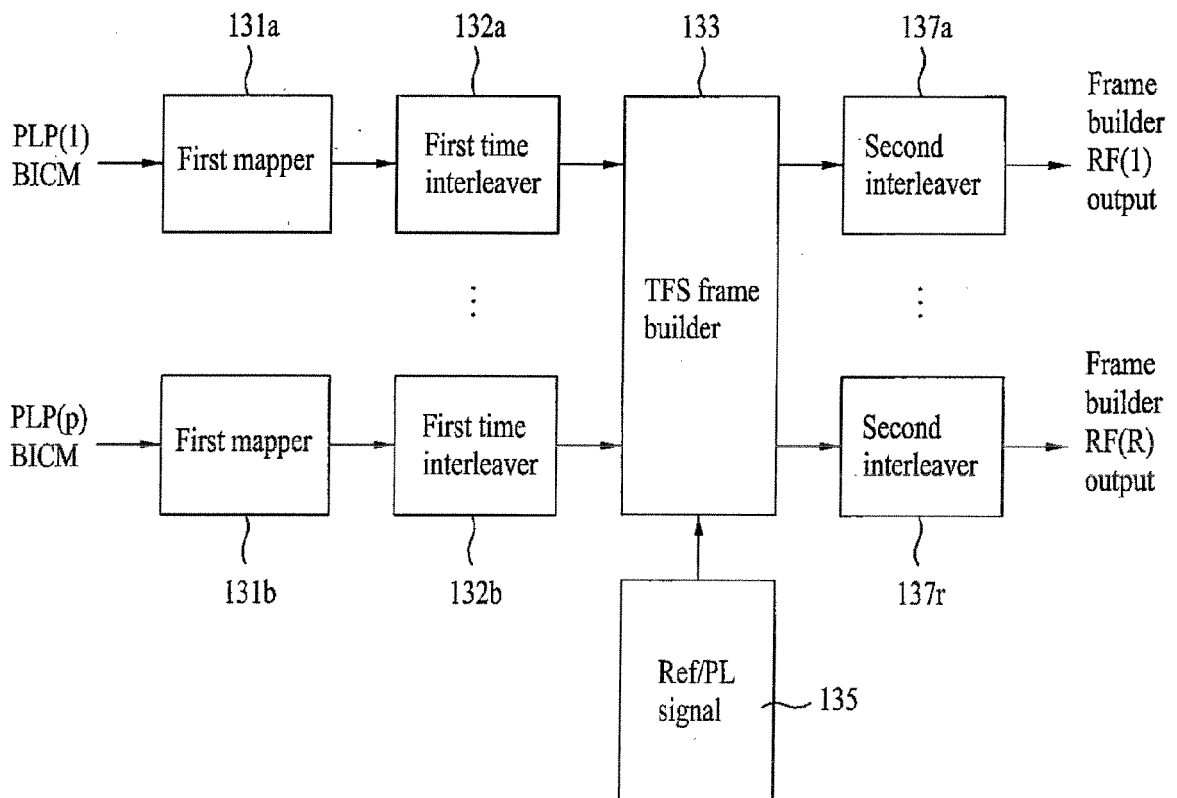 131a
132a
133
137a
PLP(1)
BICM
First mapper
First time
interleaver
Second
interleaver
Frame
builder
RF(1)
output
TFS frame
builder
PLP(p)
BICM
First mapper
First time
interleaver
Second
interleaver
Frame
builder
RF(R)
output
131b
132b
137r
Ref/PL
signal
135